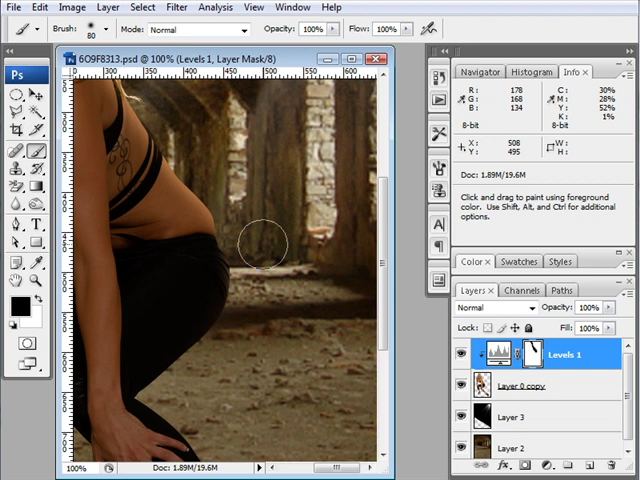 File Edit Image Layer Select Filter Analysis View Window Help
Brush: 80 Mode: Normal Opacity: 100% Flow: 100%
6O9F8313.psd @ 100% (Levels 1, Layer Mask/8)
Ps
400 450 500 550 600
100% Doc: 1.89M/19.6M
Navigator Histogram Info
R: 178 C: 30%
G: 168 M: 28%
B: 134 Y: 52%
K: 1%
8-bit 8-bit
X: 508 W:
Y: 495 H:
Doc: 1.89M/19.6M
Click and drag to paint using foreground
color. Use Shift, Alt, and Ctrl for additional
options.
Color Swatches Styles
Layers Channels Paths
Normal Opacity: 100%
Lock: Fill: 100%
Levels 1
Layer 0 copy
Layer 3
Layer 2
fx